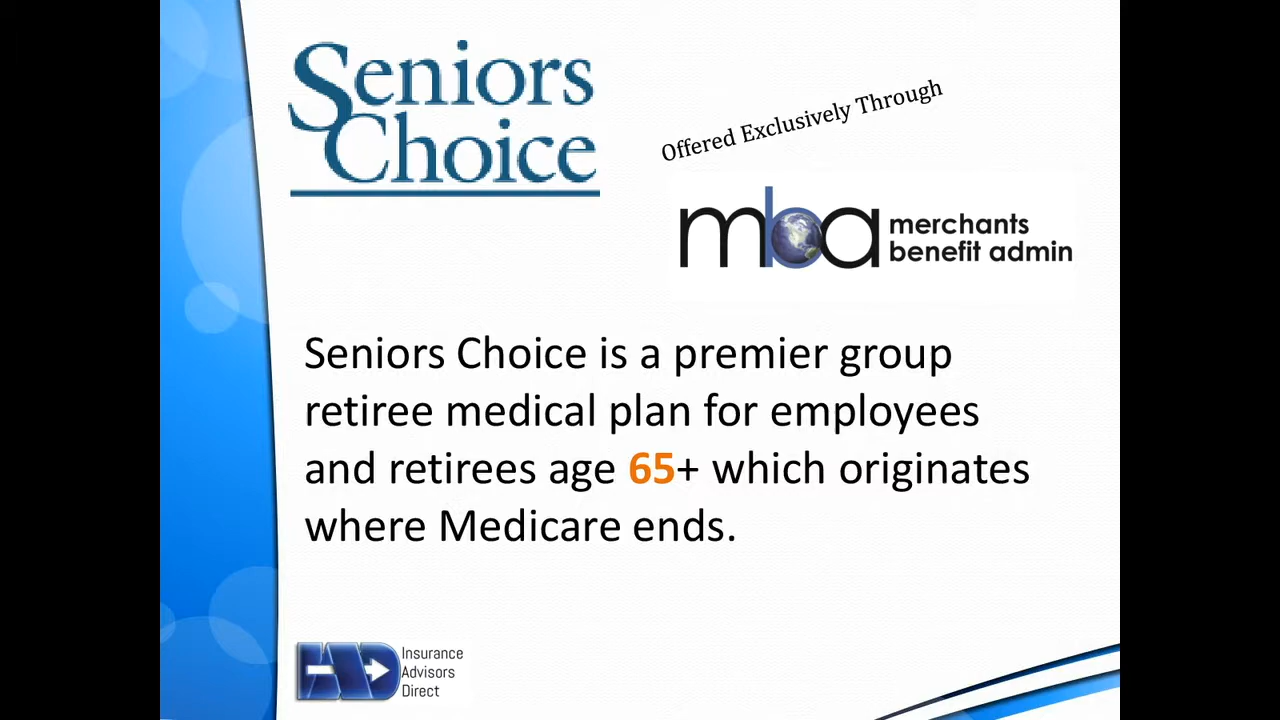 Seniors
Choice
Offered Exclusively Through
mba
merchants
benefit admin
Seniors Choice is a premier group
retiree medical plan for employees
and retirees age 65+ which originates
where Medicare ends.
IAD
Insurance
Advisors
Direct